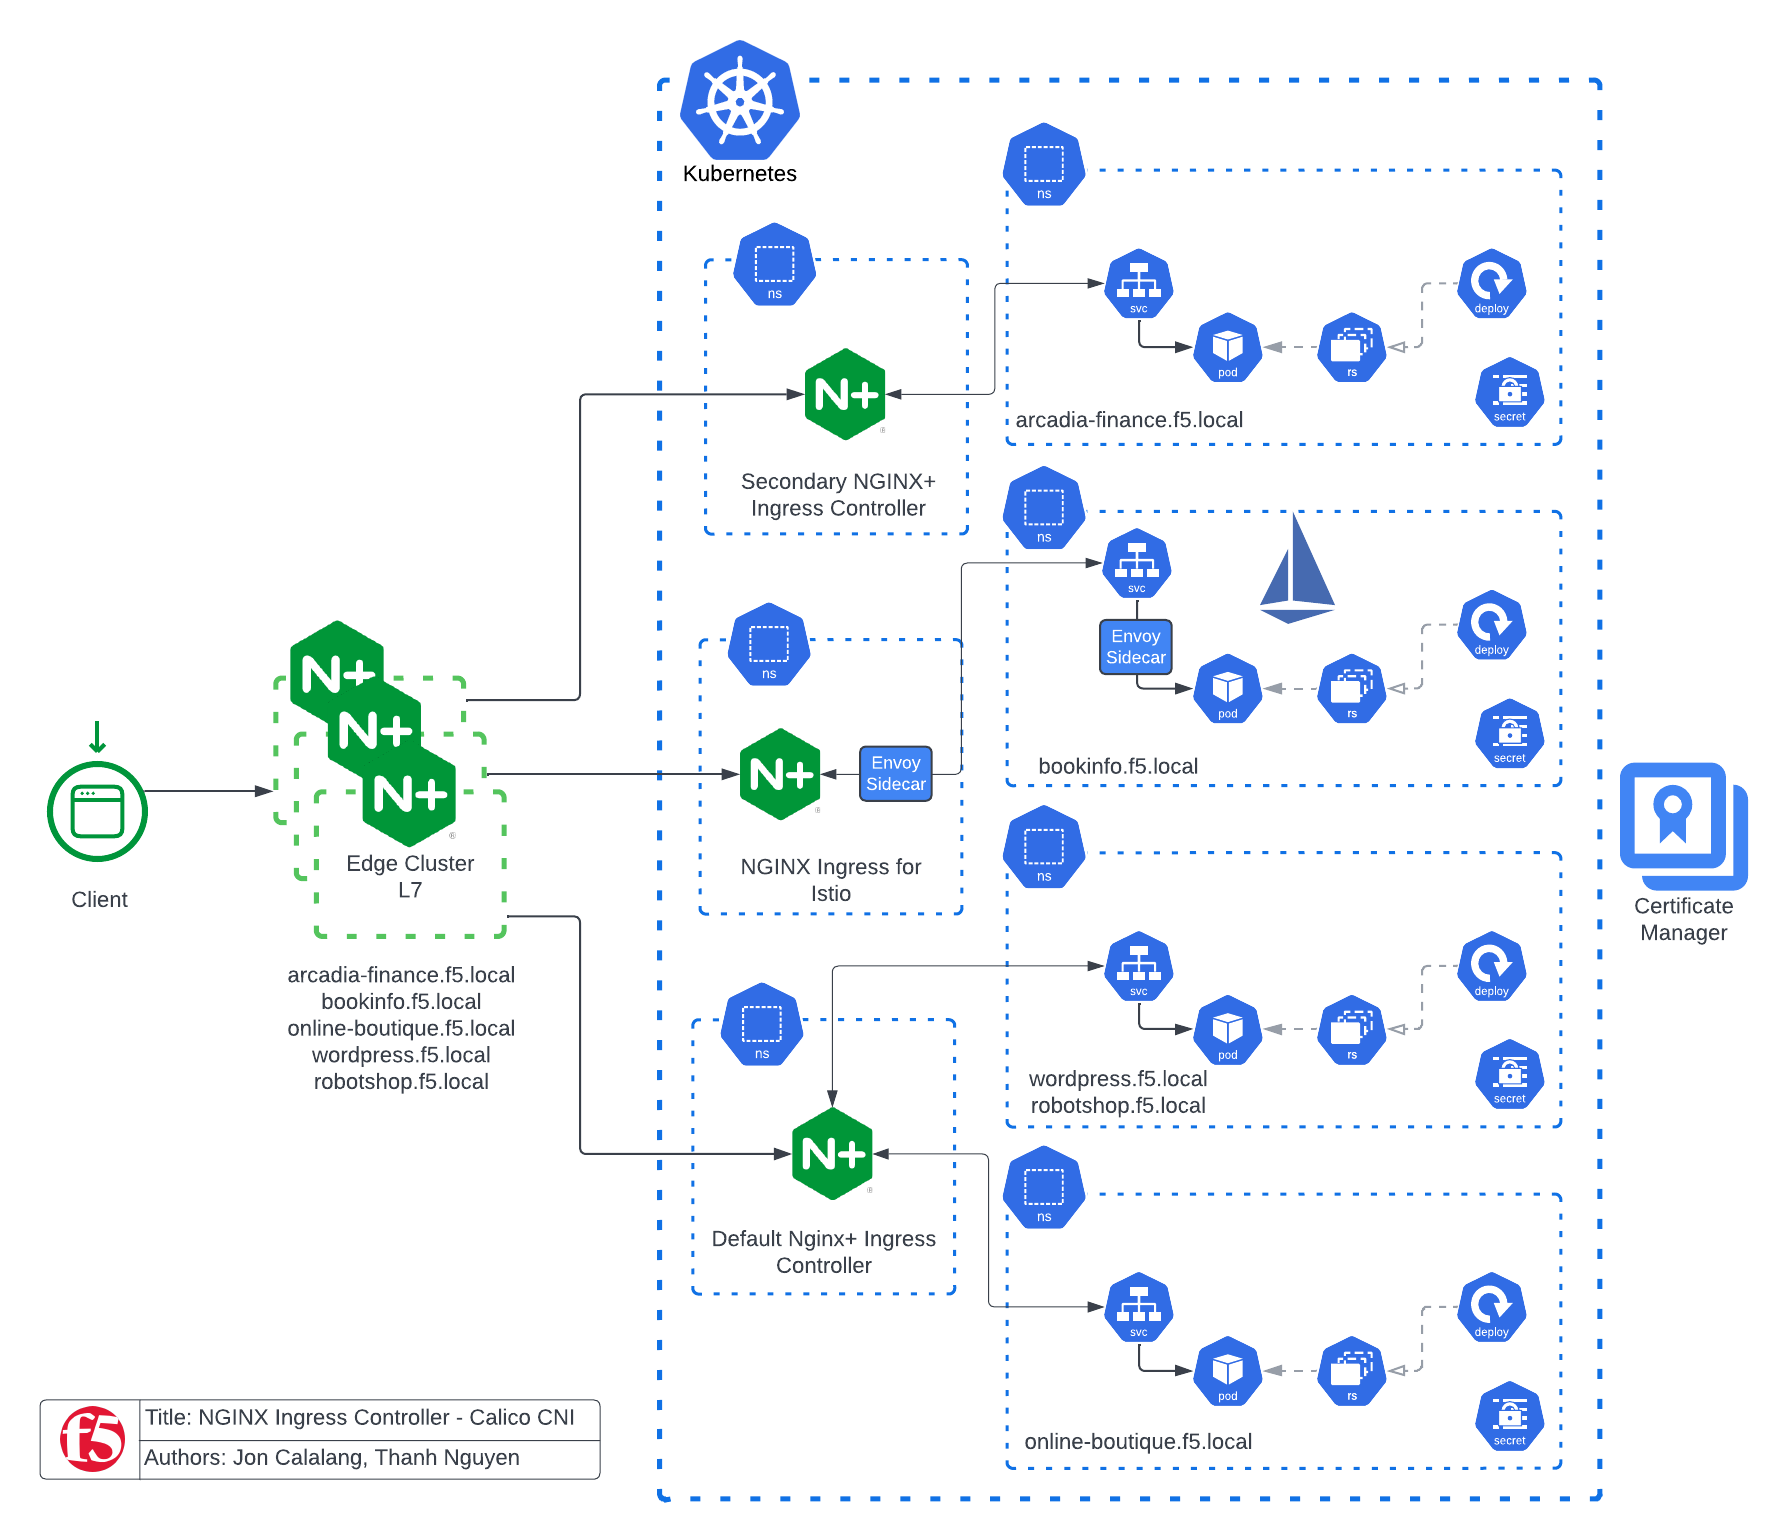 Kubernetes
ns
svc
deploy
pod
rs
secret
arcadia-finance.f5.local
ns
N+
®
Secondary NGINX+
Ingress Controller
ns
svc
Envoy
Sidecar
deploy
pod
rs
secret
bookinfo.f5.local
ns
N+
®
Envoy
Sidecar
NGINX Ingress for
Istio
N+
N+
N+
®
Edge Cluster
L7
Client
arcadia-finance.f5.local
bookinfo.f5.local
online-boutique.f5.local
wordpress.f5.local
robotshop.f5.local
Certificate
Manager
ns
svc
deploy
pod
rs
secret
wordpress.f5.local
robotshop.f5.local
ns
N+
®
Default Nginx+ Ingress
Controller
ns
svc
deploy
pod
rs
secret
online-boutique.f5.local
f5
Title: NGINX Ingress Controller - Calico CNI
Authors: Jon Calalang, Thanh Nguyen